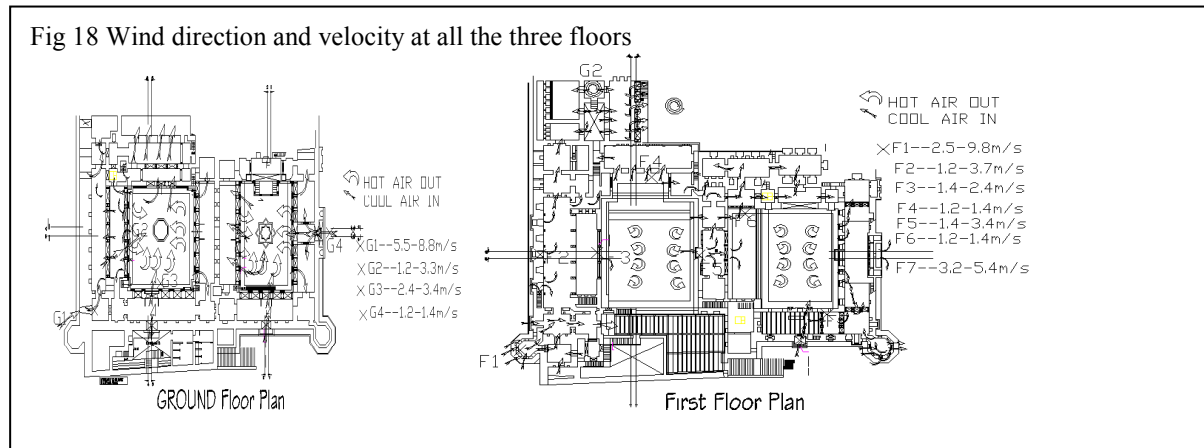 Fig 18 Wind direction and velocity at all the three floors
G2
HOT AIR OUT
COOL AIR IN
F1--2.5-9.8m/s
F2--1.2-3.7m/s
F3--1.4-2.4m/s
F4--1.2-1.4m/s
F5--1.4-3.4m/s
F6--1.2-1.4m/s
F7--3.2-5.4m/s
F4
3
F1
First Floor Plan
HOT AIR OUT
COOL AIR IN
G4
G1--5.5-8.8m/s
G2--1.2-3.3m/s
G3--2.4-3.4m/s
G4--1.2-1.4m/s
G2
G3
G1
GROUND Floor Plan